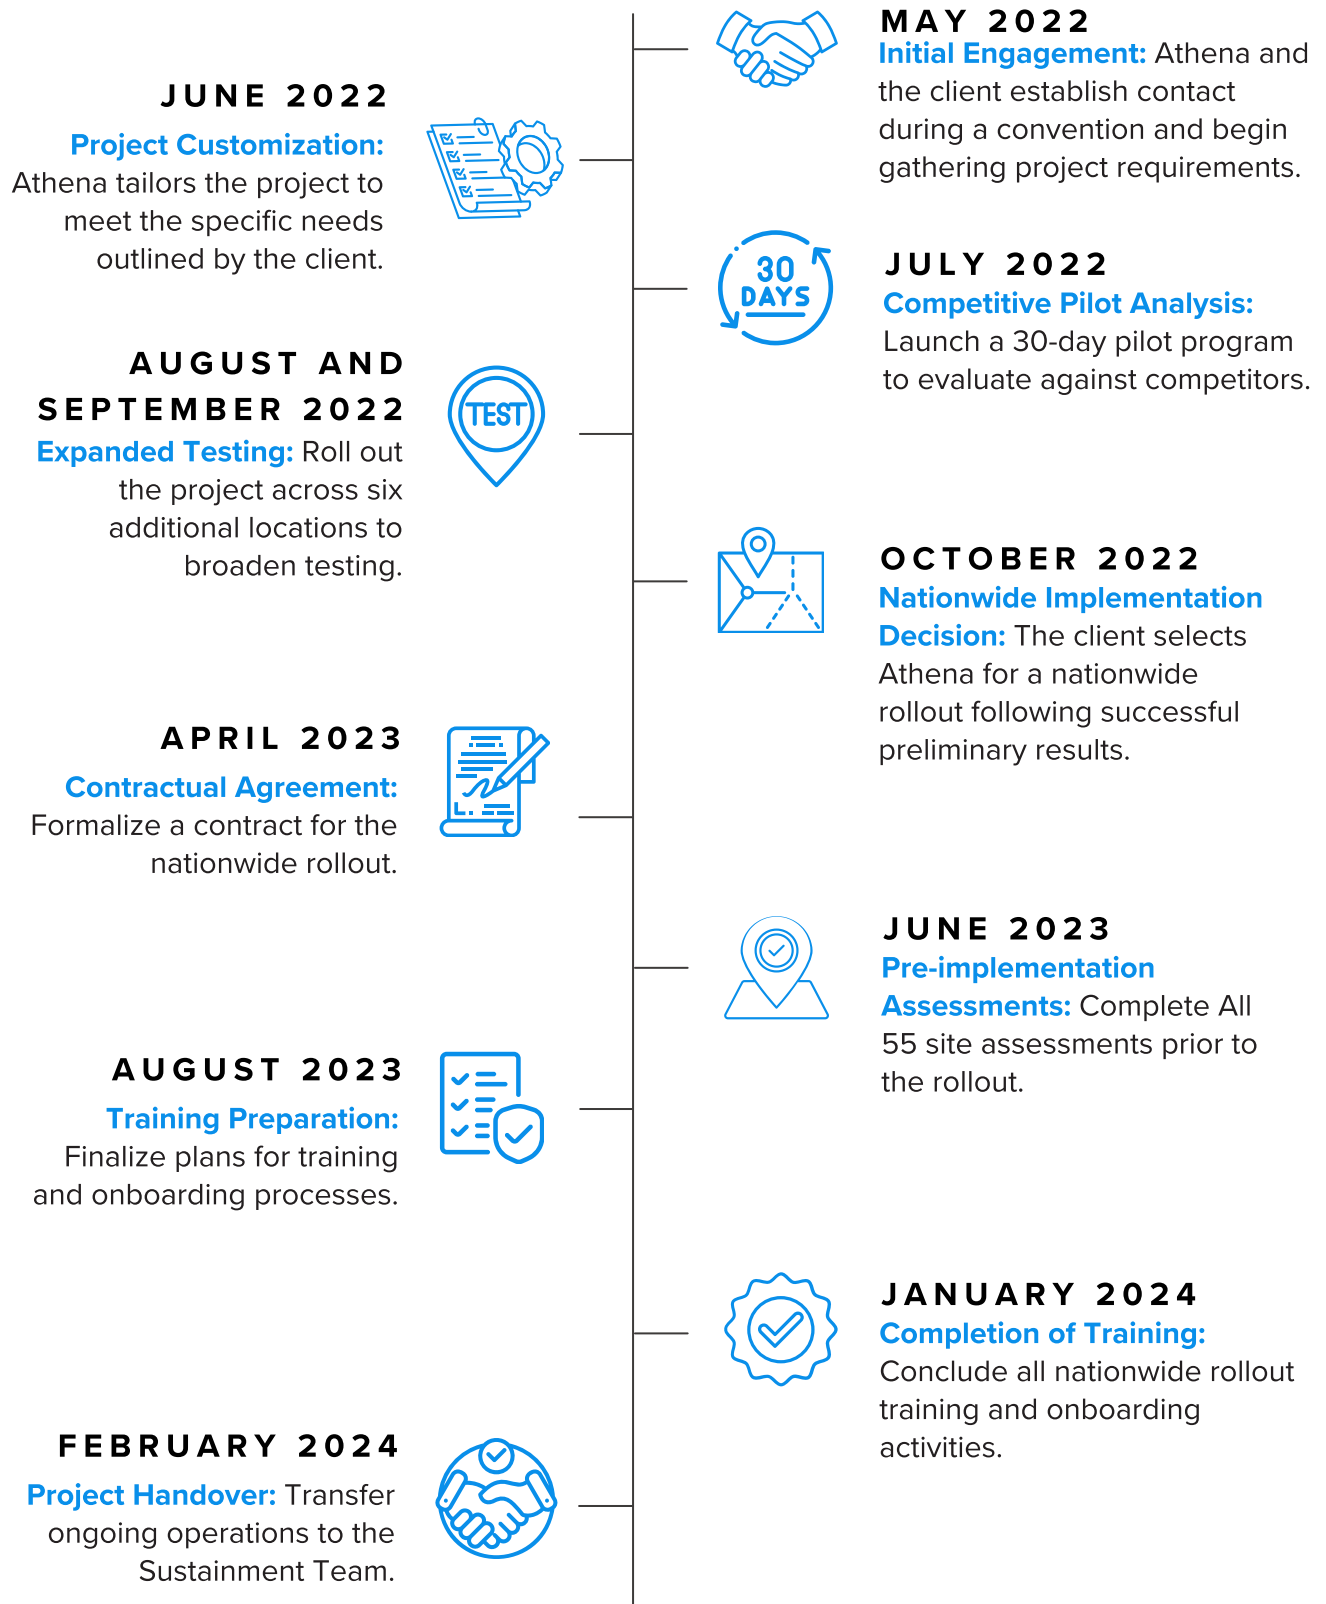 MAY 2022
Initial Engagement: Athena and
the client establish contact
during a convention and begin
gathering project requirements.
JUNE 2022
Project Customization:
Athena tailors the project to
meet the specific needs
outlined by the client.
30
DAYS
JULY 2022
Competitive Pilot Analysis:
Launch a 30-day pilot program
to evaluate against competitors.
AUGUST AND
SEPTEMBER 2022
Expanded Testing: Roll out
the project across six
additional locations to
broaden testing.
TEST
OCTOBER 2022
Nationwide Implementation
Decision: The client selects
Athena for a nationwide
rollout following successful
preliminary results.
APRIL 2023
Contractual Agreement:
Formalize a contract for the
nationwide rollout.
JUNE 2023
Pre-implementation
Assessments: Complete All
55 site assessments prior to
the rollout.
AUGUST 2023
Training Preparation:
Finalize plans for training
and onboarding processes.
JANUARY 2024
Completion of Training:
Conclude all nationwide rollout
training and onboarding
activities.
FEBRUARY 2024
Project Handover: Transfer
ongoing operations to the
Sustainment Team.